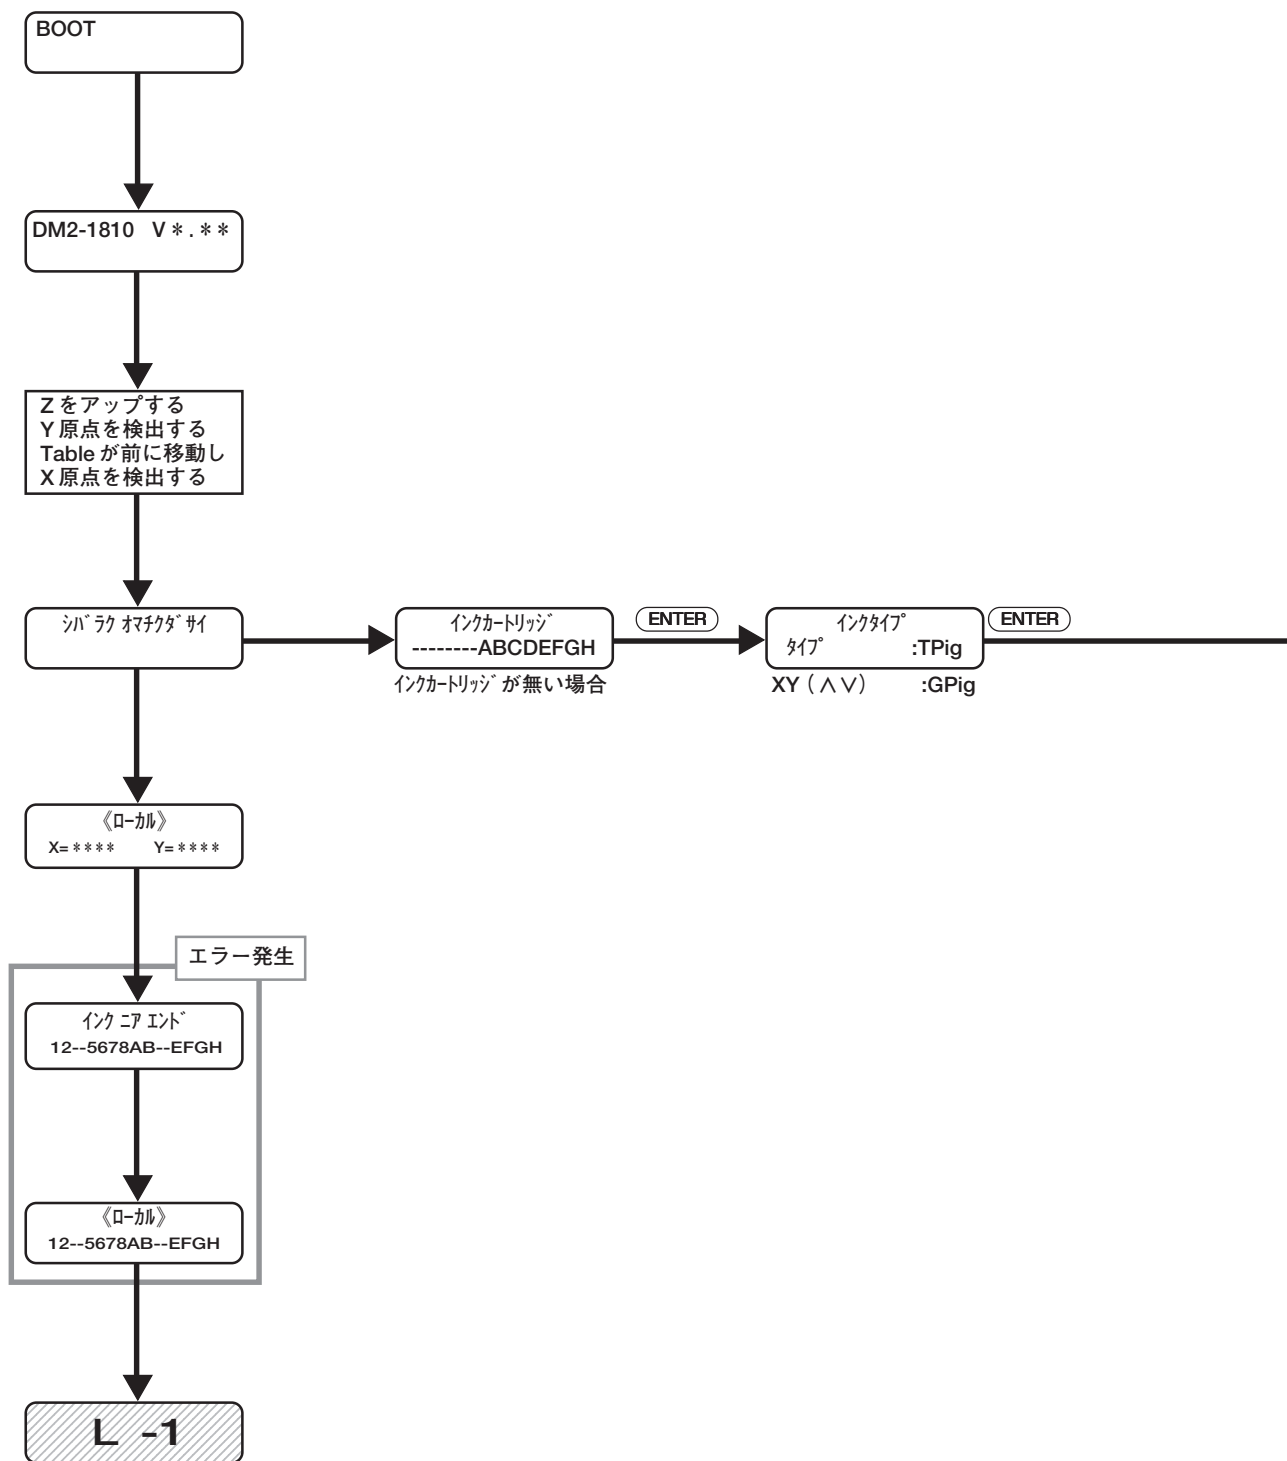 BOOT
DM2-1810 V＊.＊＊
Zをアップする
Y原点を検出する
Tableが前に移動し
X原点を検出する
ｼﾊﾞﾗｸ ｵﾏﾁｸﾀﾞｻｲ
ｲﾝｸｶｰﾄﾘｯｼﾞ
--------ABCDEFGH
ｲﾝｸｶｰﾄﾘｯｼﾞが無い場合
ENTER
ｲﾝｸﾀｲﾌﾟ
ﾀｲﾌﾟ :TPig
XY（∧∨） :GPig
ENTER
《ﾛｰｶﾙ》
X=＊＊＊＊ Y=＊＊＊＊
エラー発生
ｲﾝｸ ﾆｱ ｴﾝﾄﾞ
12--5678AB--EFGH
《ﾛｰｶﾙ》
12--5678AB--EFGH
L -1